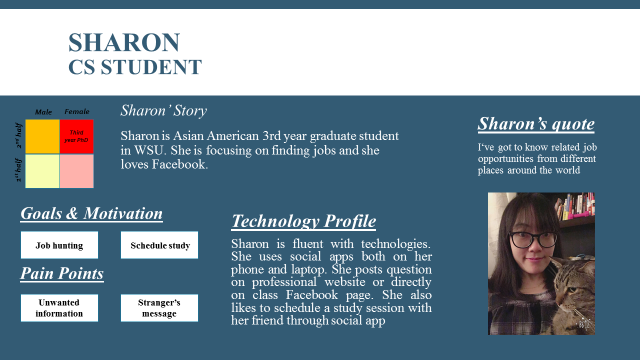 SHARON
CS STUDENT
Male Female
2nd half
Third
year PhD
1st half
Sharon' Story
Sharon is Asian American 3rd year graduate student
in WSU. She is focusing on finding jobs and she
loves Facebook.
Sharon's quote
I've got to know related job
opportunities from different
places around the world
Goals & Motivation
Job hunting
Schedule study
Pain Points
Unwanted
information
Stranger's
message
Technology Profile
Sharon is fluent with technologies.
She uses social apps both on her
phone and laptop. She posts question
on professional website or directly
on class Facebook page. She also
likes to schedule a study session with
her friend through social app